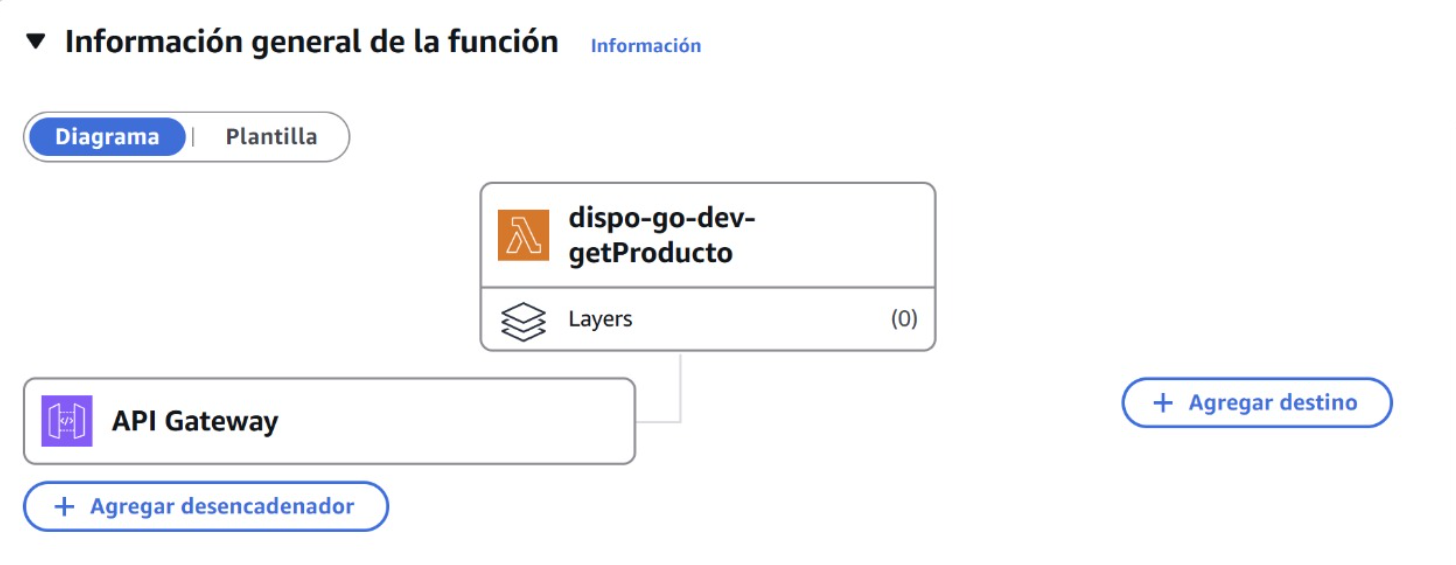 Información general de la función Información
Diagrama | Plantilla
dispo-go-dev-
getProducto
Layers (0)
API Gateway
+ Agregar destino
+ Agregar desencadenador